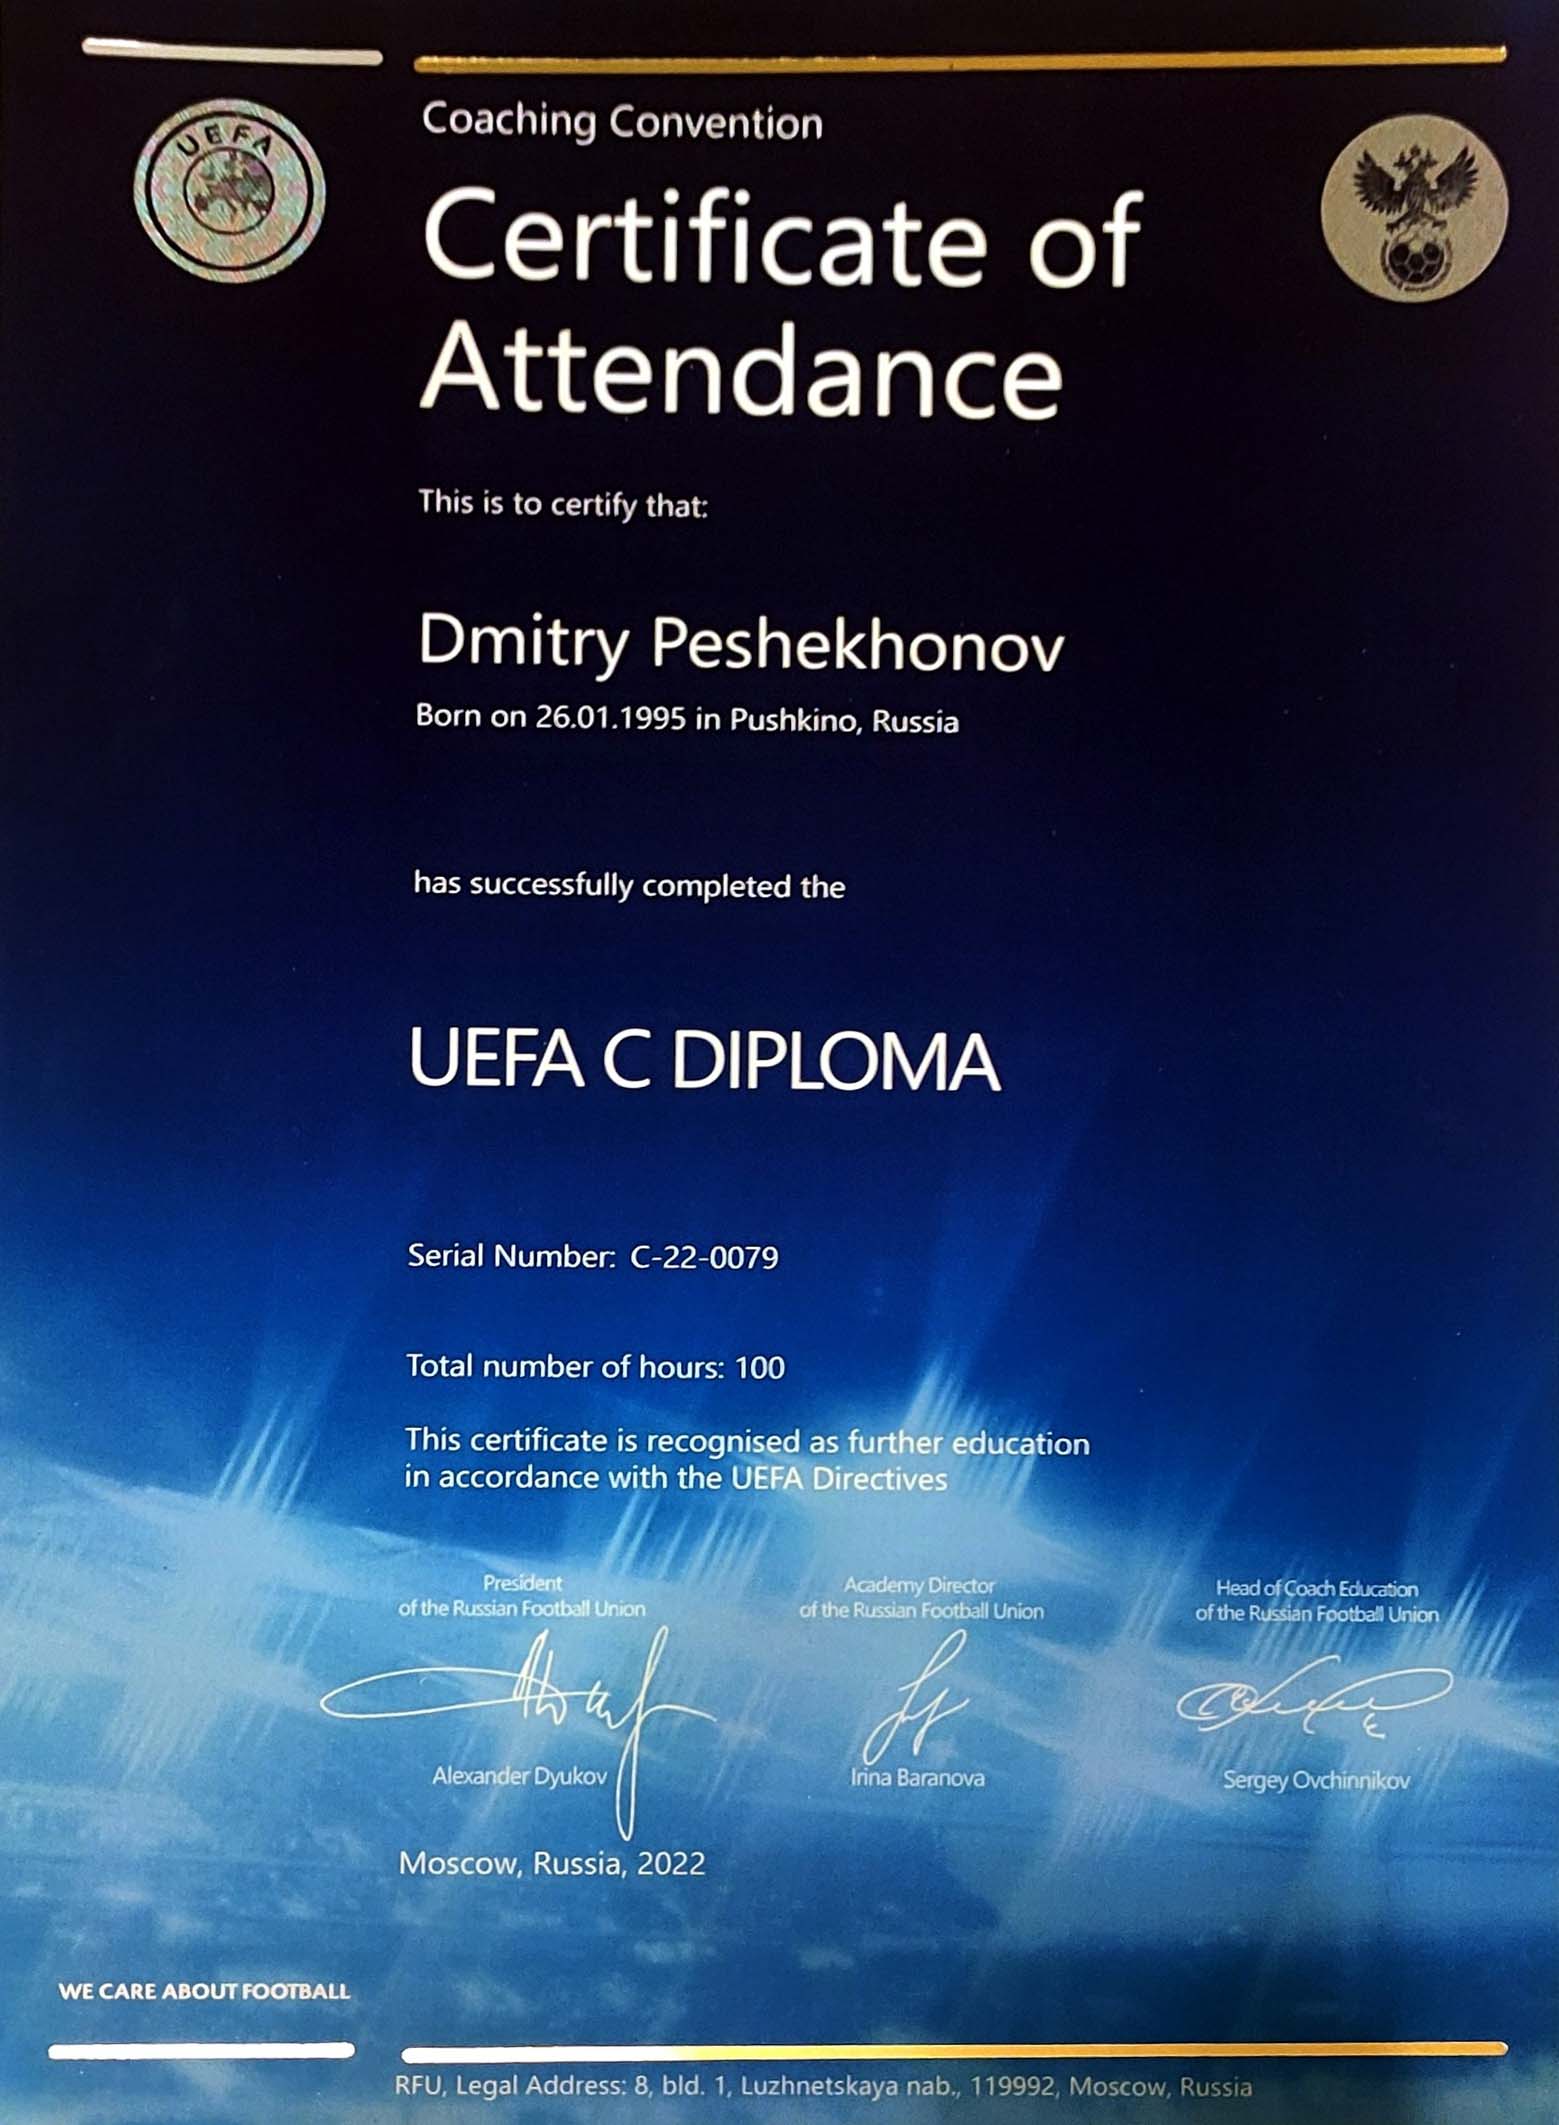 UEFA
Coaching Convention
Certificate of
Attendance
This is to certify that:
Dmitry Peshekhonov
Born on 26.01.1995 in Pushkino, Russia
has successfully completed the
UEFA C DIPLOMA
Serial Number: C-22-0079
Total number of hours: 100
This certificate is recognised as further education
in accordance with the UEFA Directives
President
of the Russian Football Union
Academy Director
of the Russian Football Union
Head of Coach Education
of the Russian Football Union
Alexander Dyukov
Irina Baranova
Sergey Ovchinnikov
Moscow, Russia, 2022
WE CARE ABOUT FOOTBALL
RFU, Legal Address: 8, bld. 1, Luzhnetskaya nab., 119992, Moscow, Russia